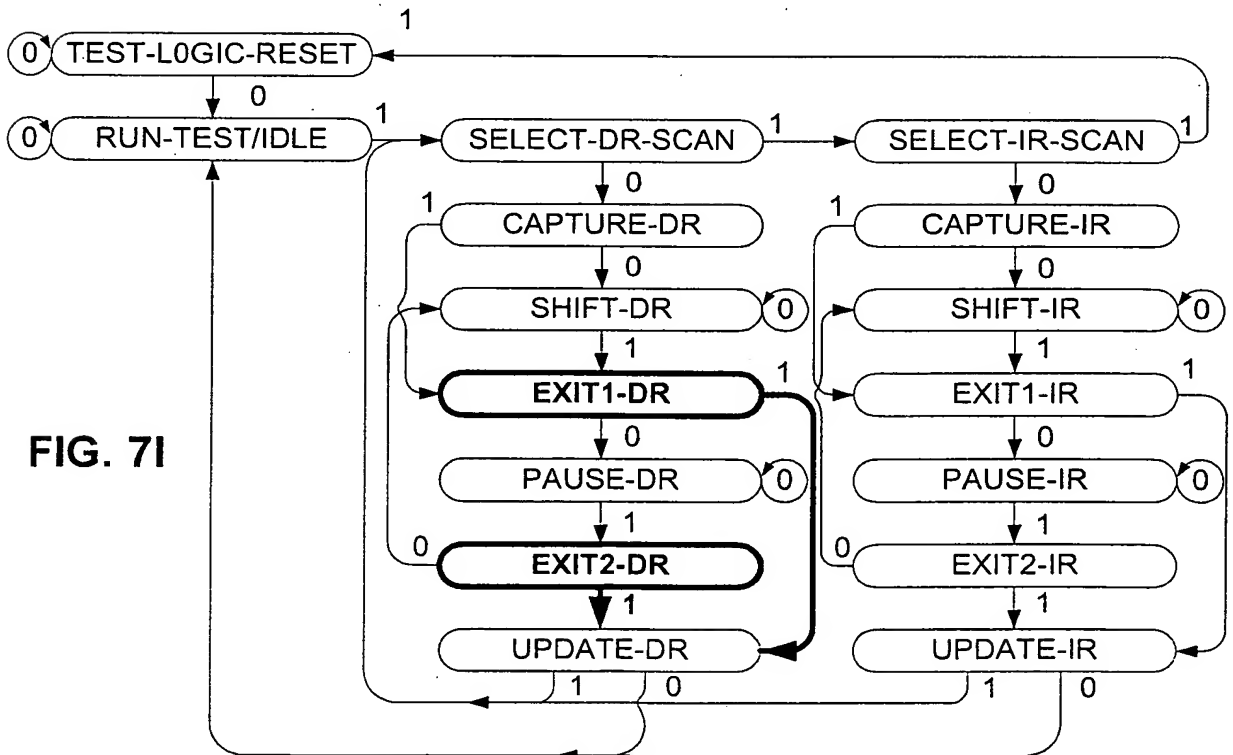 1
0 TEST-L0GIC-RESET
0
0 RUN-TEST/IDLE 1 SELECT-DR-SCAN 1 SELECT-IR-SCAN 1
0 0
1 CAPTURE-DR 1 CAPTURE-IR
0 0
SHIFT-DR 0 SHIFT-IR 0
1 1
EXIT1-DR 1 EXIT1-IR 1
0 0
FIG. 7I
PAUSE-DR 0 PAUSE-IR 0
1 1
0 EXIT2-DR 0 EXIT2-IR
1 1
UPDATE-DR UPDATE-IR
1 0 1 0